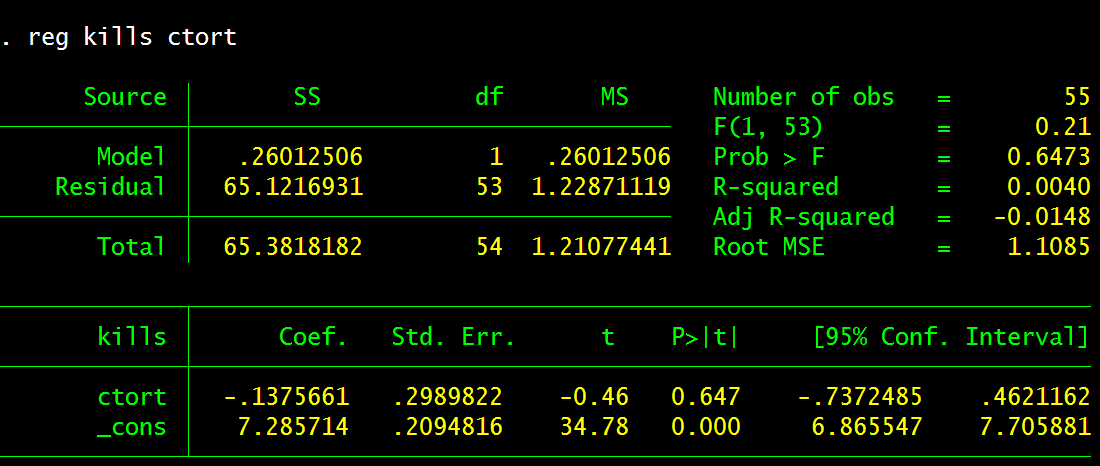 . reg kills ctort
Source SS df MS Number of obs = 55
F(1, 53) = 0.21
Model .26012506 1 .26012506 Prob > F = 0.6473
Residual 65.1216931 53 1.22871119 R-squared = 0.0040
Adj R-squared = -0.0148
Total 65.3818182 54 1.21077441 Root MSE = 1.1085
kills Coef. Std. Err. t P>|t| [95% Conf. Interval]
ctort -.1375661 .2989822 -0.46 0.647 -.7372485 .4621162
_cons 7.285714 .2094816 34.78 0.000 6.865547 7.705881